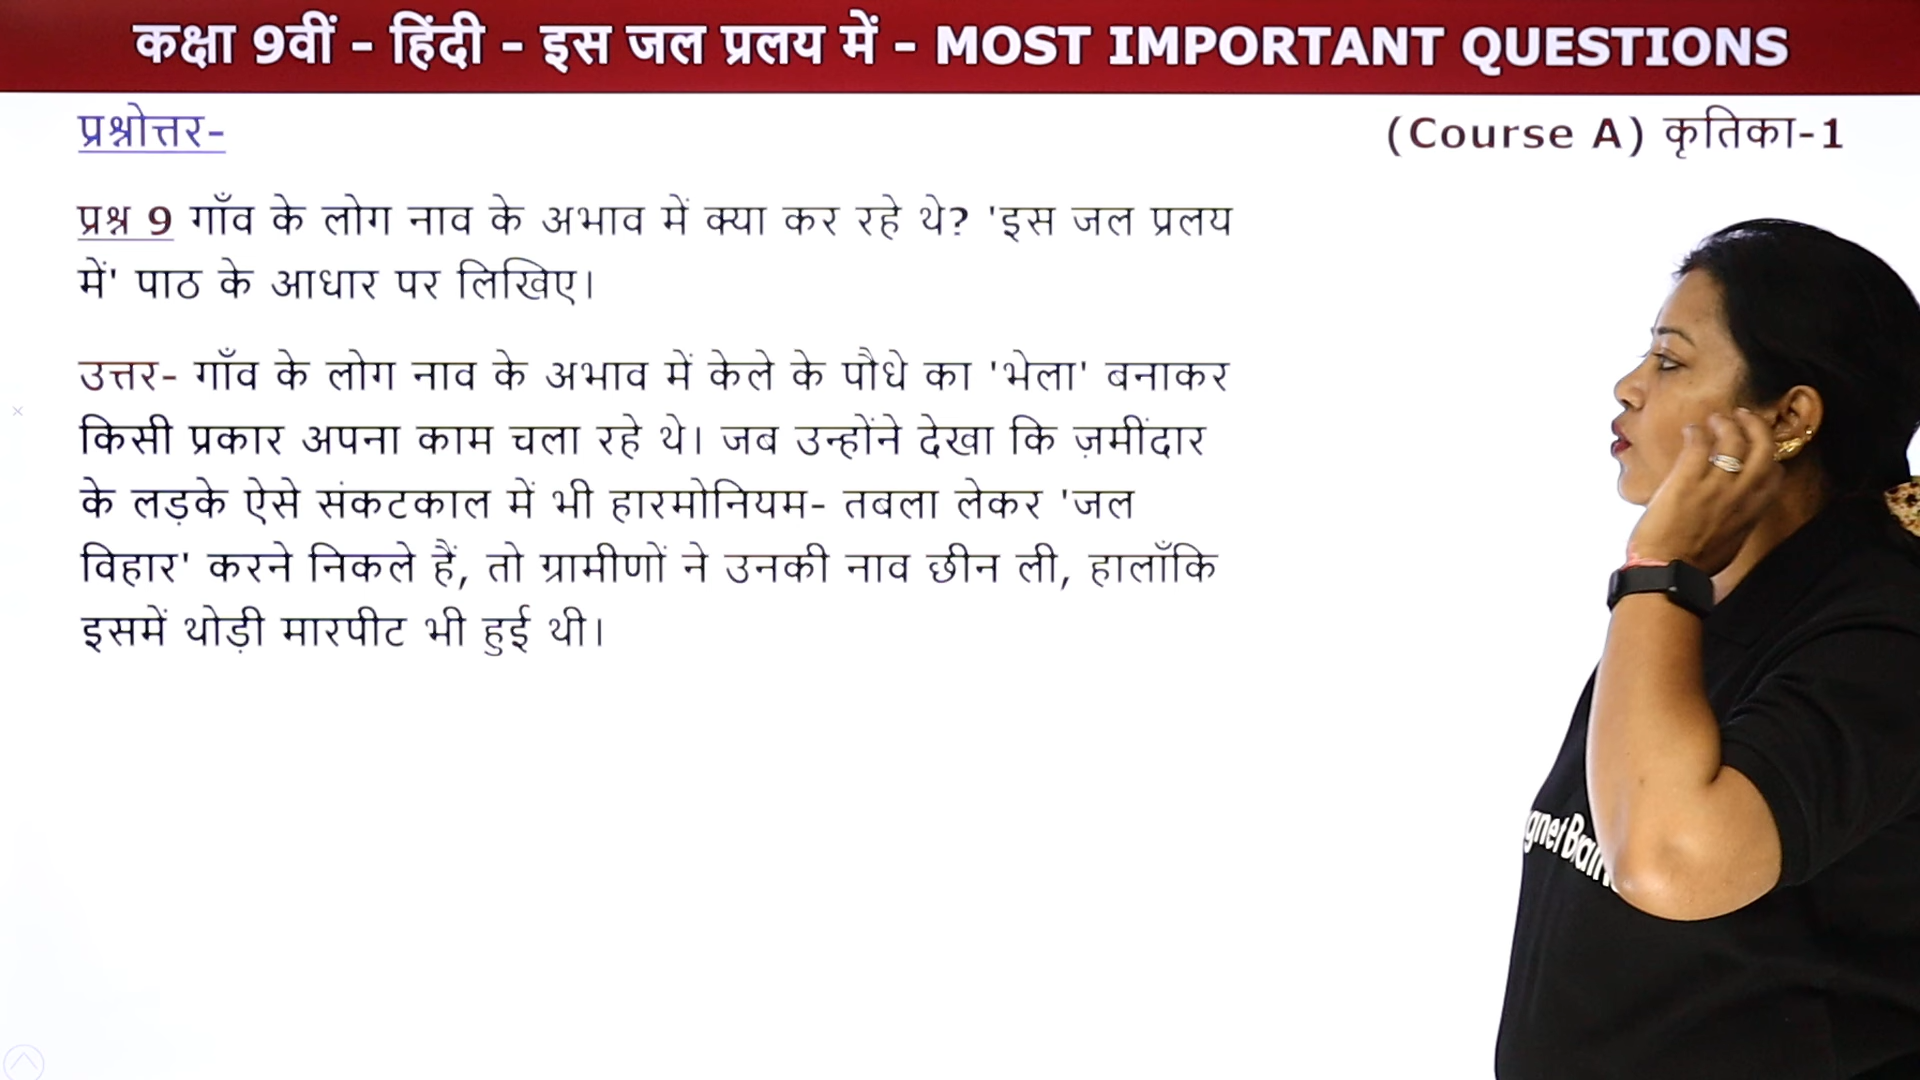 कक्षा 9वीं - हिंदी - इस जल प्रलय में - MOST IMPORTANT QUESTIONS
प्रश्नोत्तर-
(Course A) कृतिका-1
प्रश्न 9 गाँव के लोग नाव के अभाव में क्या कर रहे थे? 'इस जल प्रलय
में' पाठ के आधार पर लिखिए।
उत्तर- गाँव के लोग नाव के अभाव में केले के पौधे का 'भेला' बनाकर
किसी प्रकार अपना काम चला रहे थे। जब उन्होंने देखा कि ज़मींदार
के लड़के ऐसे संकटकाल में भी हारमोनियम- तबला लेकर 'जल
विहार' करने निकले हैं, तो ग्रामीणों ने उनकी नाव छीन ली, हालाँकि
इसमें थोड़ी मारपीट भी हुई थी।